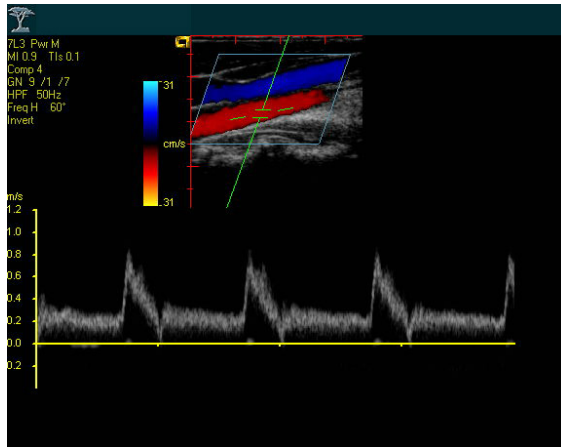 7L3 Pwr M
MI 0.9 TIs 0.1
Comp 4
GN 9 /1 /7
HPF 50Hz
Freq H 60°
Invert
31
cm/s
31
m/s
1.2
1.0
0.8
0.6
0.4
0.2
0.0
0.2